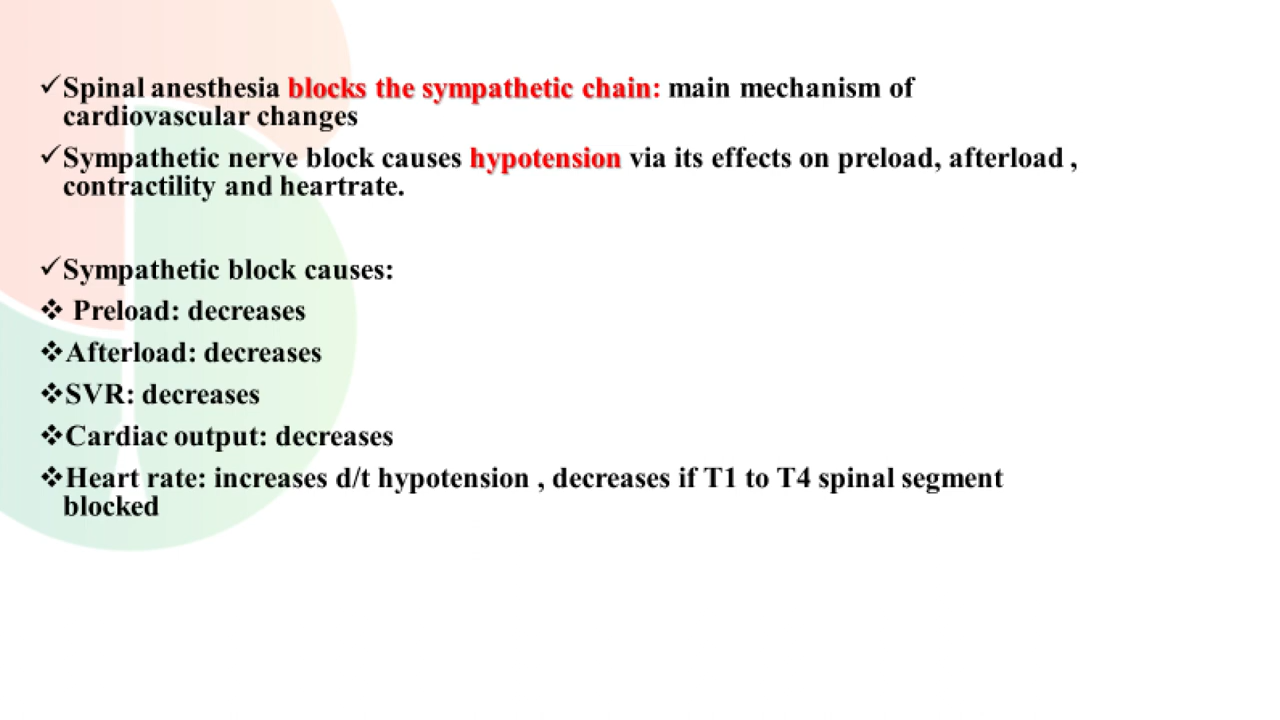 ✓Spinal anesthesia blocks the sympathetic chain: main mechanism of
cardiovascular changes
✓Sympathetic nerve block causes hypotension via its effects on preload, afterload ,
contractility and heartrate.
✓Sympathetic block causes:
❖ Preload: decreases
❖Afterload: decreases
❖SVR: decreases
❖Cardiac output: decreases
❖Heart rate: increases d/t hypotension , decreases if T1 to T4 spinal segment
blocked